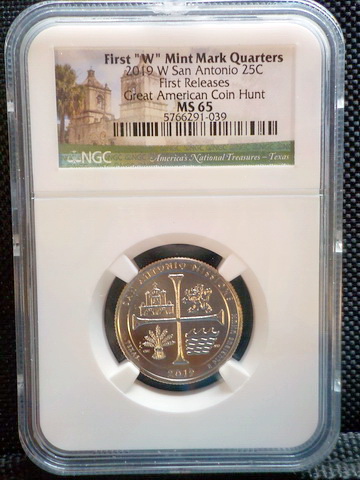 First "W" Mint Mark Quarters
2019 W San Antonio 25C
First Releases
Great American Coin Hunt
MS 65
5766291-039
NGC
America's National Treasures – Texas
SAN ANTONIO MISSIONS
2019